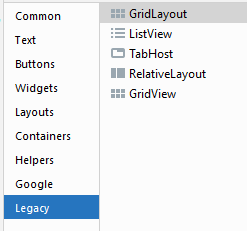 Common
Text
Buttons
Widgets
Layouts
Containers
Helpers
Google
Legacy
GridLayout
ListView
TabHost
RelativeLayout
GridView